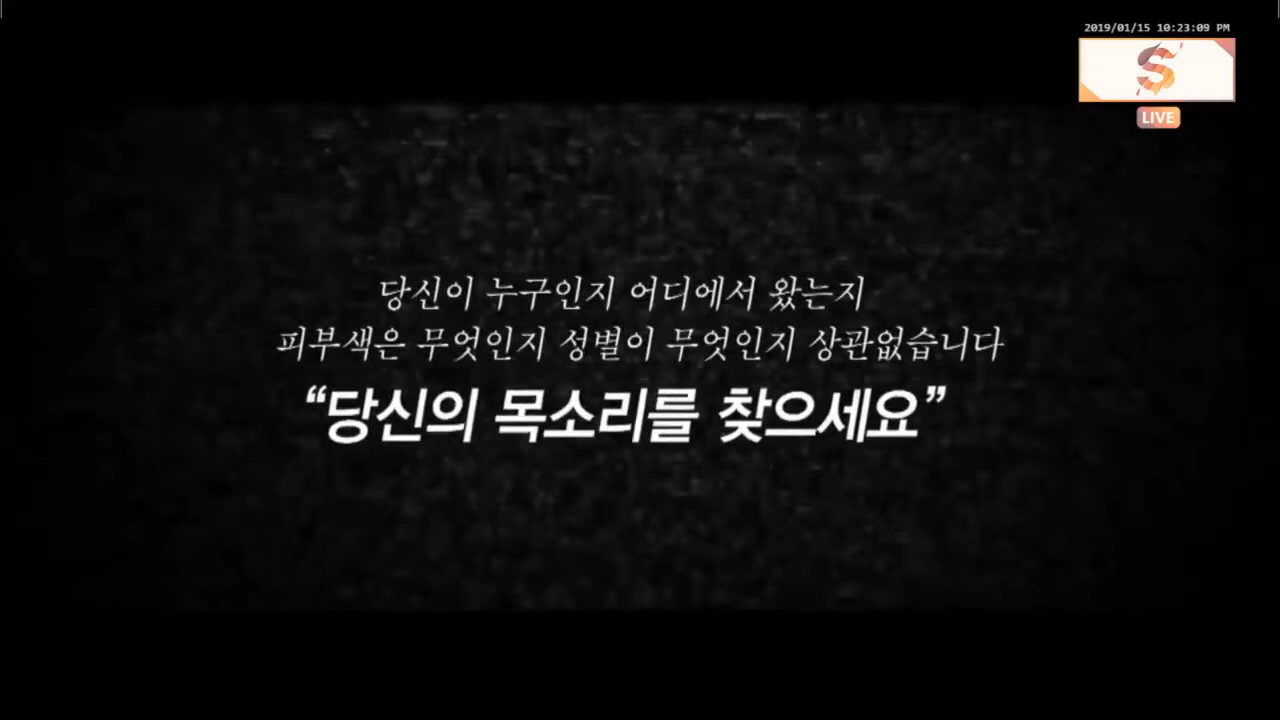 2019/01/15 10:23:09 PM
S
LIVE
당신이 누구인지 어디에서 왔는지
피부색은 무엇인지 성별이 무엇인지 상관없습니다
“당신의 목소리를 찾으세요”